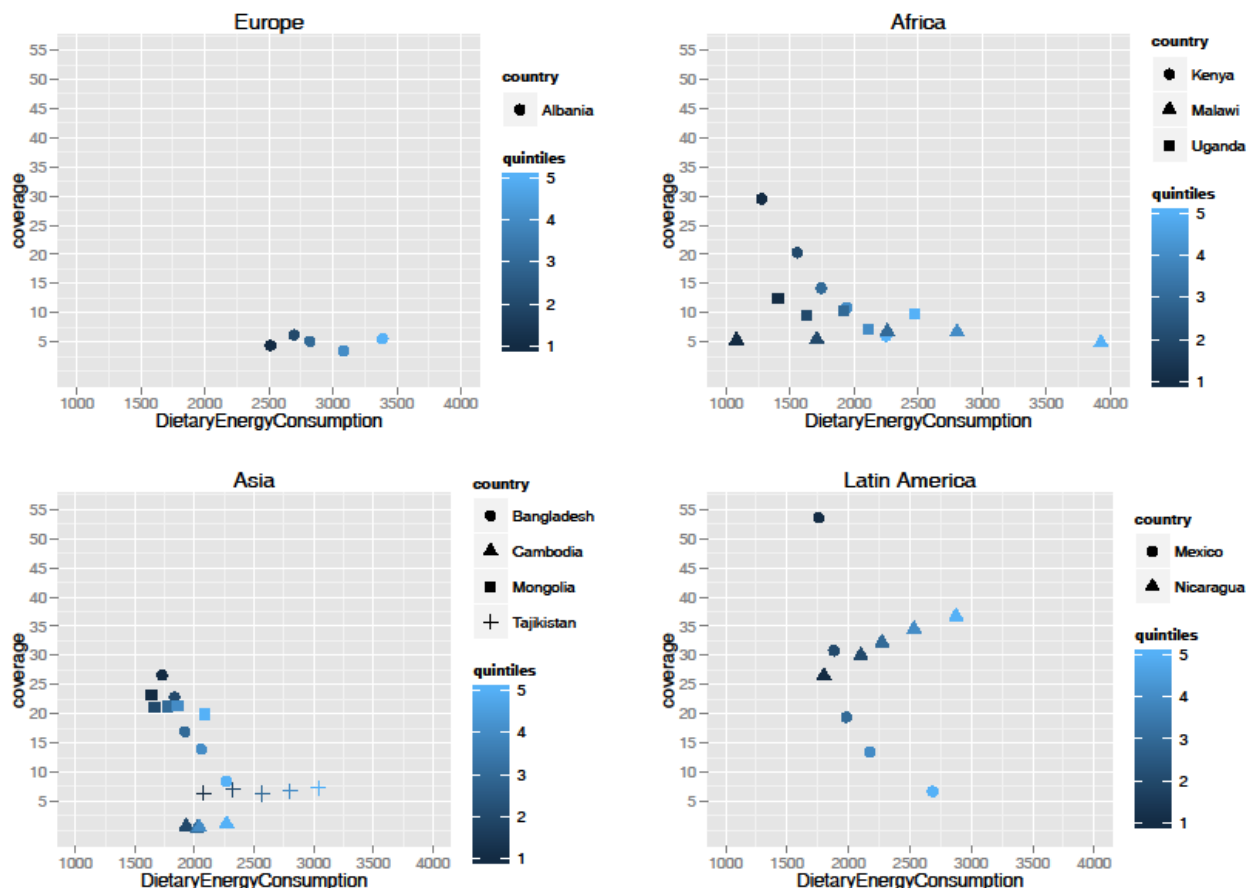 Europe
55
50
45
40
35
30
25
20
15
10
5
coverage
1000 1500 2000 2500 3000 3500 4000
DietaryEnergyConsumption
country
Albania
quintiles
5
4
3
2
1
Africa
55
50
45
40
35
30
25
20
15
10
5
coverage
1000 1500 2000 2500 3000 3500 4000
DietaryEnergyConsumption
country
Kenya
Malawi
Uganda
quintiles
5
4
3
2
1
Asia
55
50
45
40
35
30
25
20
15
10
5
coverage
1000 1500 2000 2500 3000 3500 4000
DietaryEnergyConsumption
country
Bangladesh
Cambodia
Mongolia
Tajikistan
quintiles
5
4
3
2
1
Latin America
55
50
45
40
35
30
25
20
15
10
5
coverage
1000 1500 2000 2500 3000 3500 4000
DietaryEnergyConsumption
country
Mexico
Nicaragua
quintiles
5
4
3
2
1